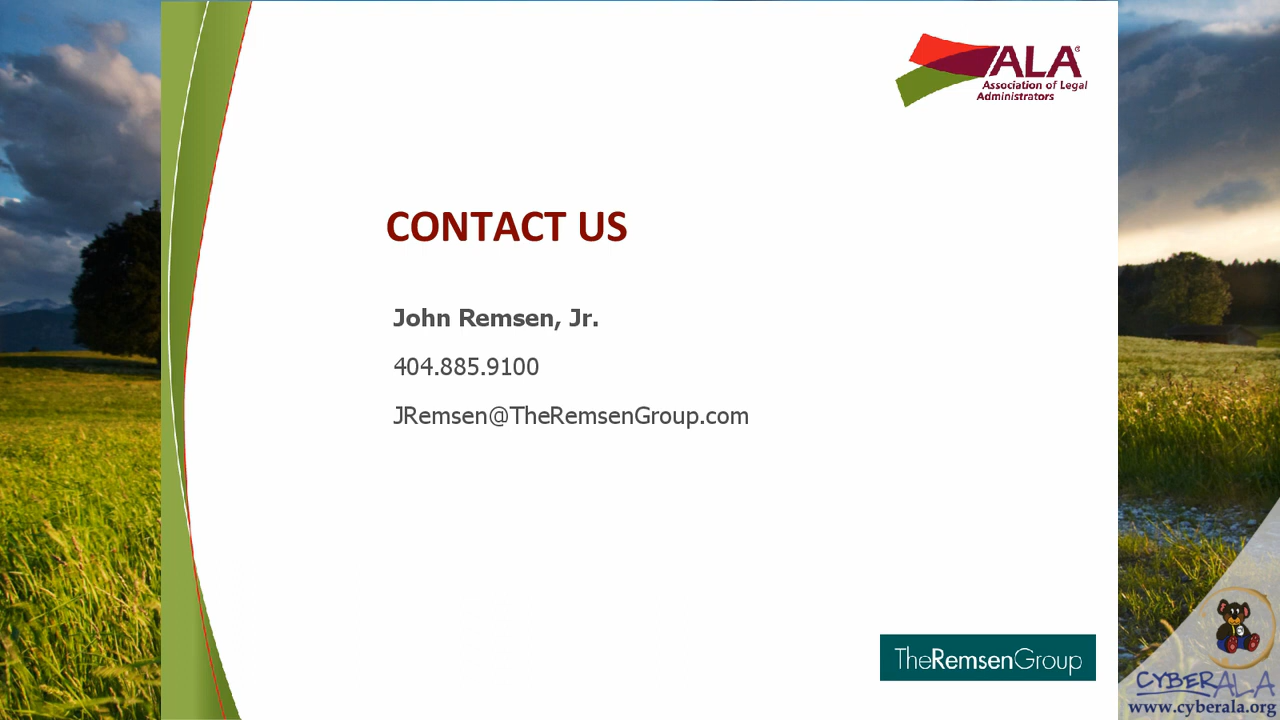 ALA®
Association of Legal
Administrators
CONTACT US
John Remsen, Jr.
404.885.9100
JRemsen@TheRemsenGroup.com
TheRemsenGroup
CYBERALA
www.cyberala.org